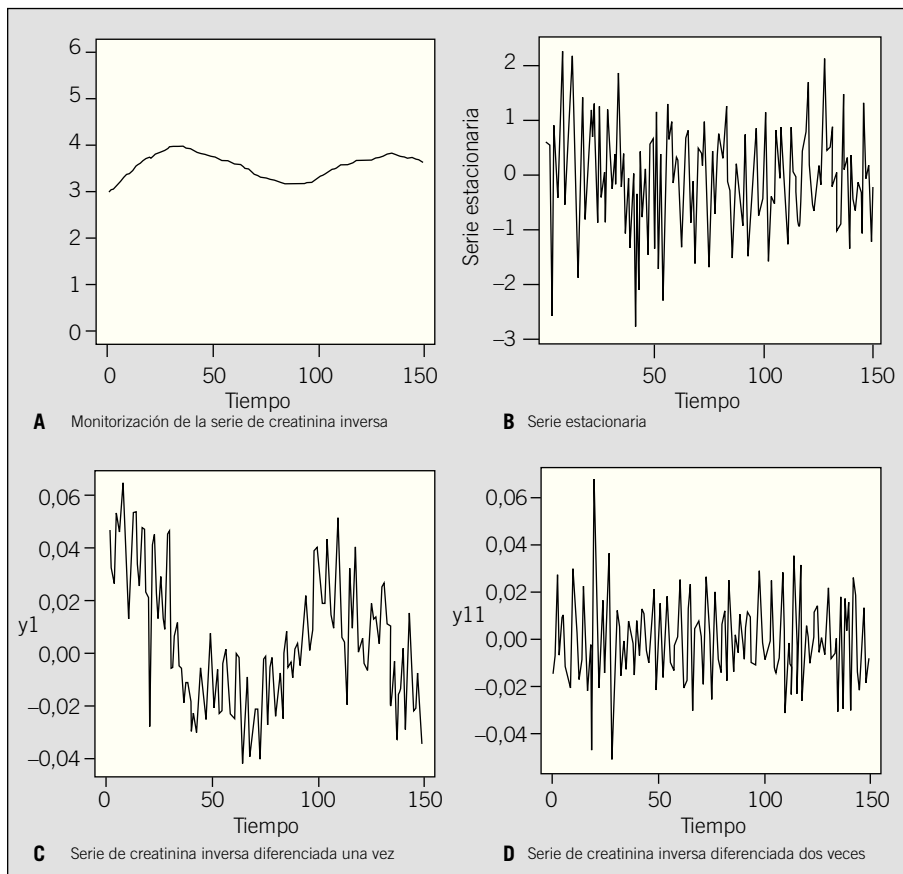 6
5
4
3
2
1
0
0 50 100 150
Tiempo
A Monitorización de la serie de creatinina inversa
Serie estacionaria
2
1
0
−1
−2
−3
50 100 150
Tiempo
B Serie estacionaria
y1
0,06
0,04
0,02
0,00
−0,02
−0,04
0 50 100 150
Tiempo
C Serie de creatinina inversa diferenciada una vez
y11
0,06
0,04
0,02
0,00
−0,02
−0,04
0 50 100 150
Tiempo
D Serie de creatinina inversa diferenciada dos veces